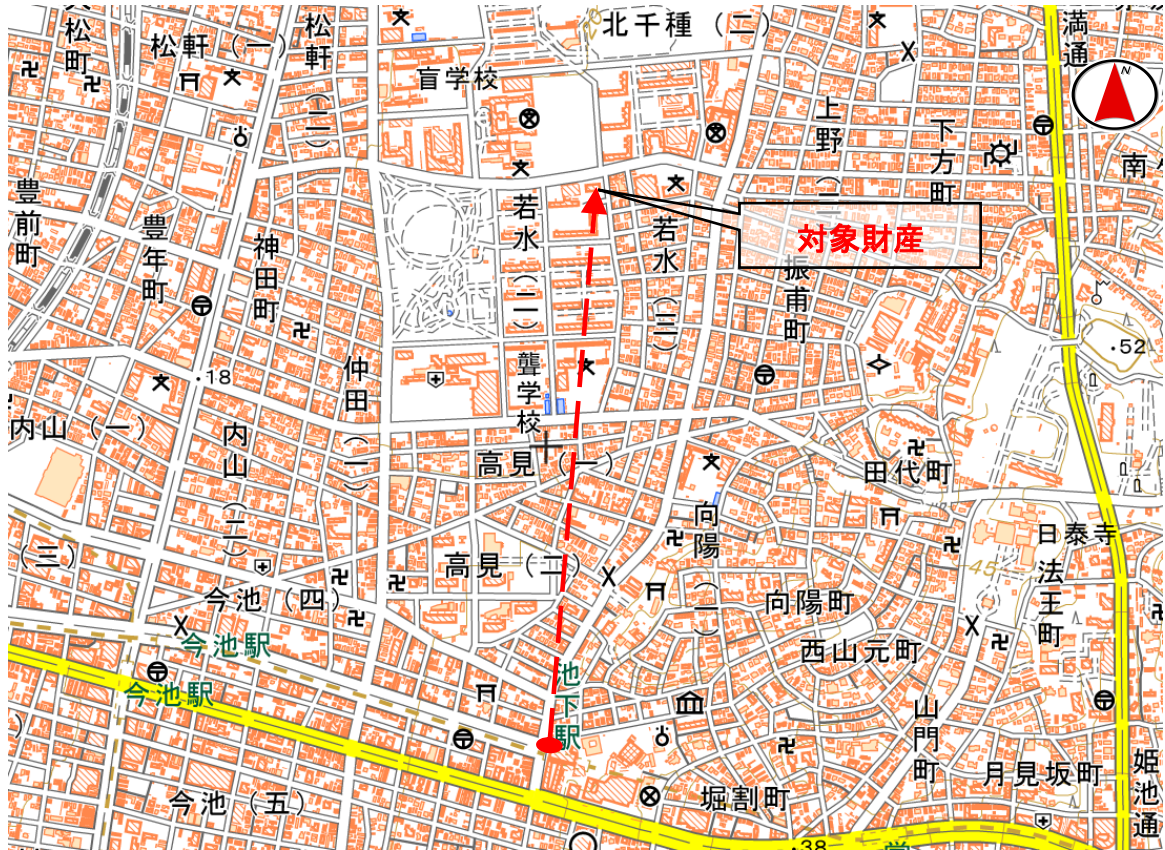 松軒（一）
松軒（二）
北千種（二）
満通
盲学校
上野（二）
下方町
N
南
豊前町
豊年町
神田町
若水（二）
若水（三）
対象財産
振甫町
52
18
仲田（一）
聾学校
内山（一）
内山（二）
高見（一）
田代町
向陽（一）
日泰寺
（三）
高見（二）
45
法王町
今池（四）
向陽町
今池駅
西山元町
今池駅
池下駅
山門町
月見坂町
姫池通
今池（五）
堀割町
38